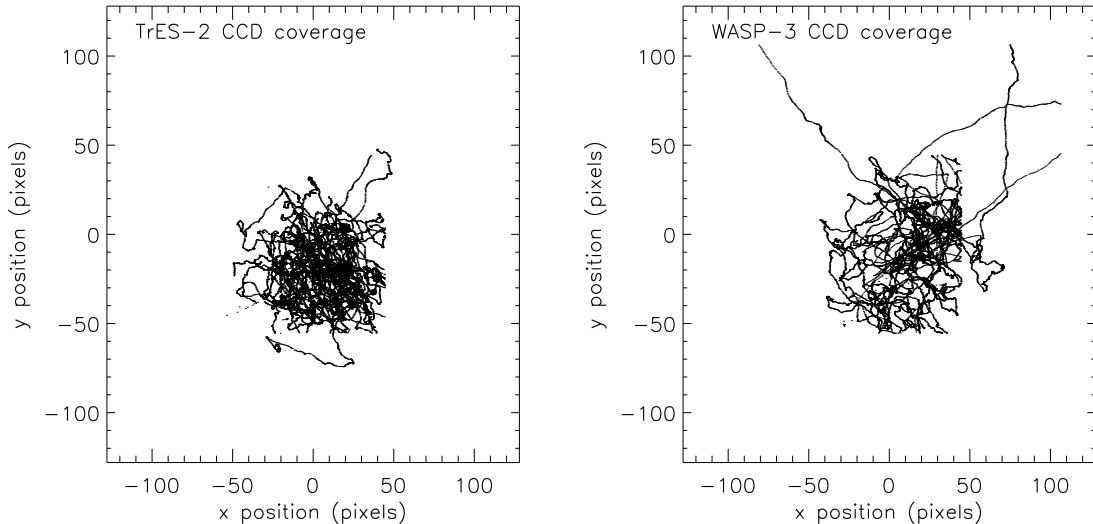 TrES-2 CCD coverage
100
50
0
-50
-100
y position (pixels)
-100 -50 0 50 100
x position (pixels)
WASP-3 CCD coverage
100
50
0
-50
-100
y position (pixels)
-100 -50 0 50 100
x position (pixels)